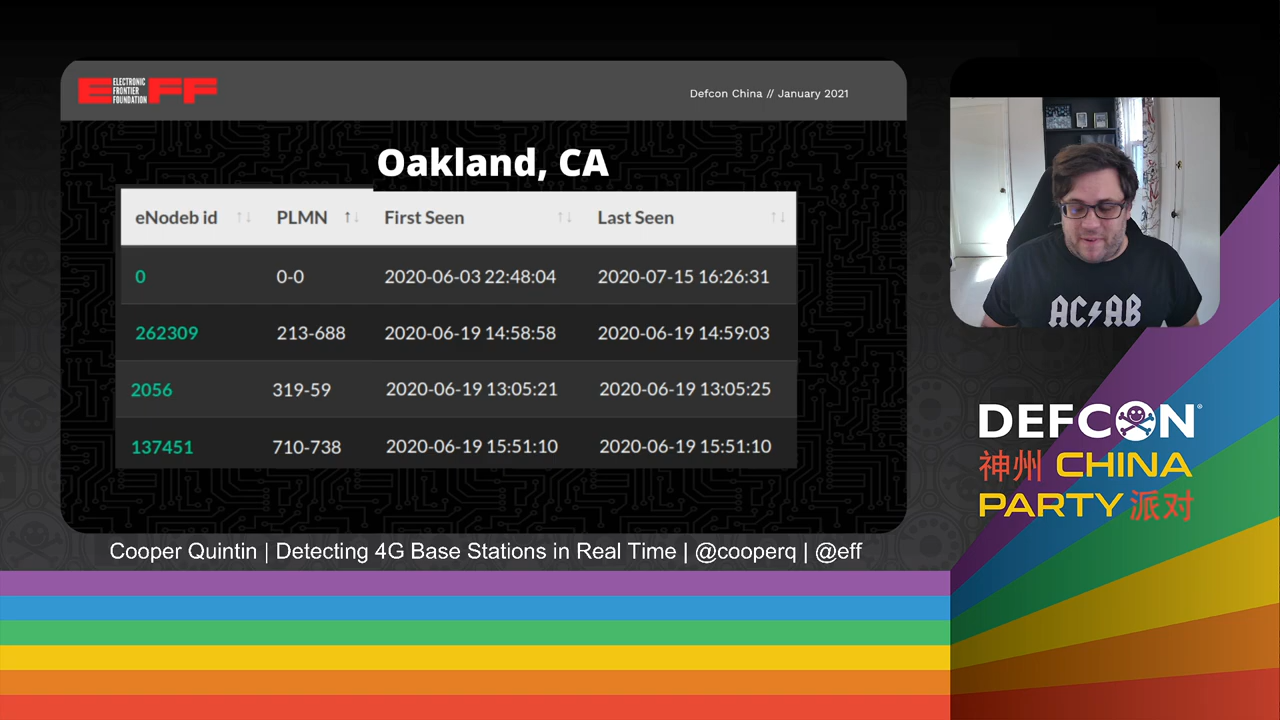 ELECTRONIC
FRONTIER
FOUNDATION
EFF
Defcon China // January 2021
Oakland, CA
eNodeb id PLMN First Seen Last Seen
0 0-0 2020-06-03 22:48:04 2020-07-15 16:26:31
262309 213-688 2020-06-19 14:58:58 2020-06-19 14:59:03
2056 319-59 2020-06-19 13:05:21 2020-06-19 13:05:25
137451 710-738 2020-06-19 15:51:10 2020-06-19 15:51:10
AC⚡AB
DEFCON®
神州 CHINA
PARTY 派对
Cooper Quintin | Detecting 4G Base Stations in Real Time | @cooperq | @eff